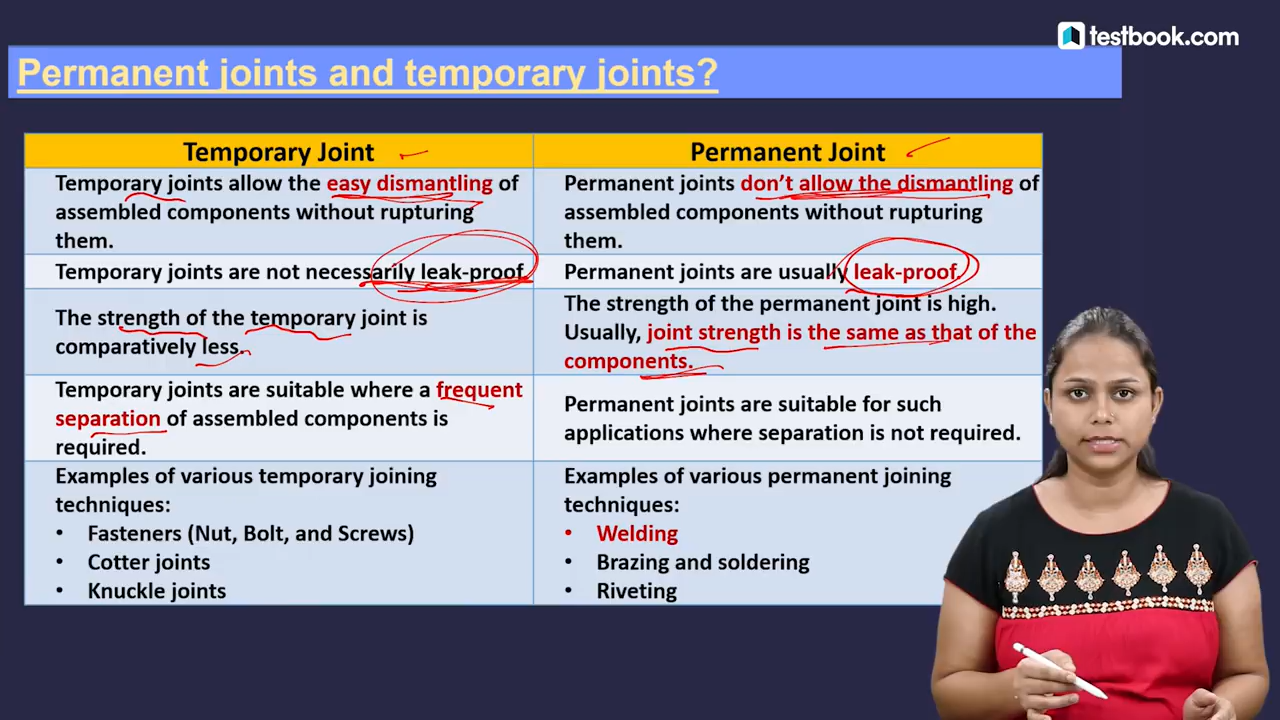 testbook.com
Permanent joints and temporary joints?
Temporary Joint
Permanent Joint
Temporary joints allow the easy dismantling of
assembled components without rupturing
them.
Permanent joints don't allow the dismantling of
assembled components without rupturing
them.
Temporary joints are not necessarily leak-proof.
Permanent joints are usually leak-proof.
The strength of the temporary joint is
comparatively less.
The strength of the permanent joint is high.
Usually, joint strength is the same as that of the
components.
Temporary joints are suitable where a frequent
separation of assembled components is
required.
Permanent joints are suitable for such
applications where separation is not required.
Examples of various temporary joining
techniques:
• Fasteners (Nut, Bolt, and Screws)
• Cotter joints
• Knuckle joints
Examples of various permanent joining
techniques:
• Welding
• Brazing and soldering
• Riveting